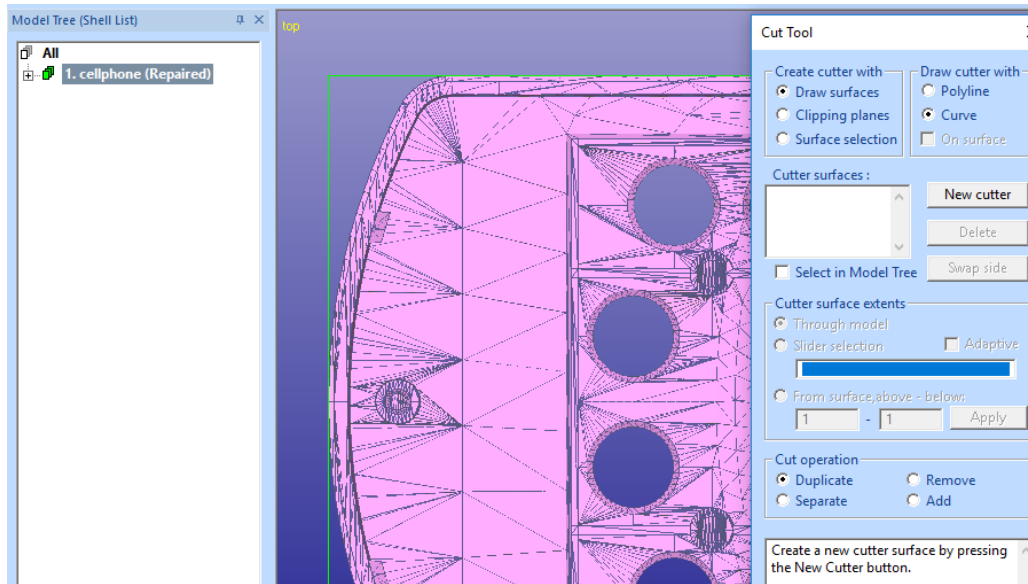 Model Tree (Shell List)
All
1. cellphone (Repaired)
top
Cut Tool
Create cutter with
Draw surfaces
Clipping planes
Surface selection
Draw cutter with
Polyline
Curve
On surface
Cutter surfaces :
New cutter
Delete
Select in Model Tree
Swap side
Cutter surface extents
Through model
Slider selection
Adaptive
From surface,above - below:
1 - 1
Apply
Cut operation
Duplicate
Remove
Separate
Add
Create a new cutter surface by pressing
the New Cutter button.